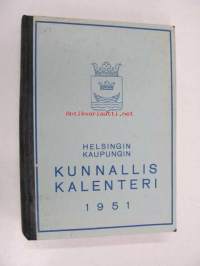 HELSINGIN
KAUPUNGIN
KUNNALLIS
KALENTERI
1951